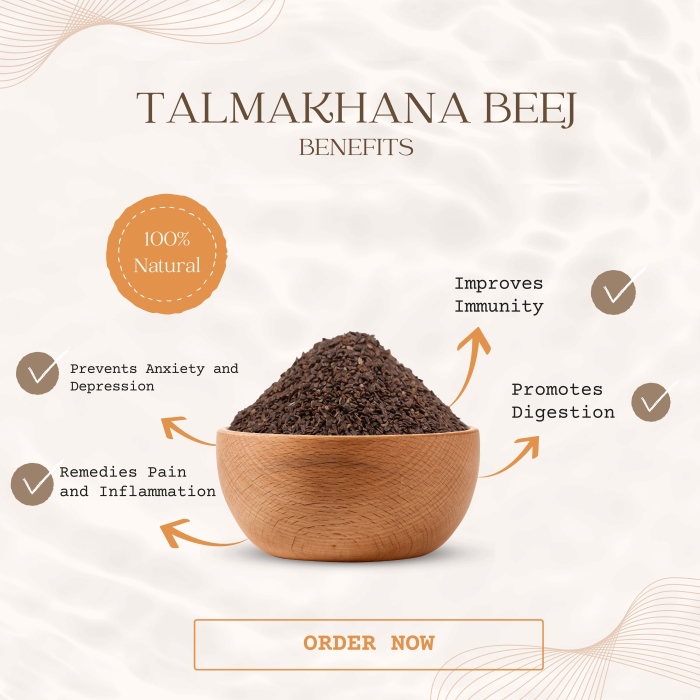 TALMAKHANA BEEJ
BENEFITS
100%
Natural
Improves
Immunity
Prevents Anxiety and
Depression
Promotes
Digestion
Remedies Pain
and Inflammation
ORDER NOW